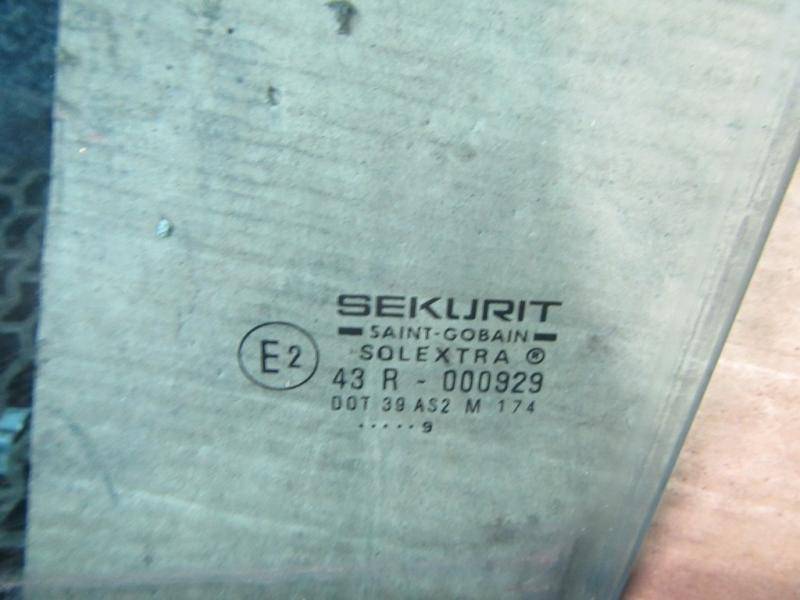 SEKURIT
SAINT-GOBAIN
SOLEXTRA ®
E2
43 R - 000929
DOT 39 AS2 M 174
.....9